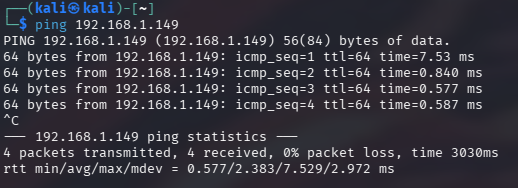 ┌──(kali㉿kali)-[~]
└─$ ping 192.168.1.149
PING 192.168.1.149 (192.168.1.149) 56(84) bytes of data.
64 bytes from 192.168.1.149: icmp_seq=1 ttl=64 time=7.53 ms
64 bytes from 192.168.1.149: icmp_seq=2 ttl=64 time=0.840 ms
64 bytes from 192.168.1.149: icmp_seq=3 ttl=64 time=0.577 ms
64 bytes from 192.168.1.149: icmp_seq=4 ttl=64 time=0.587 ms
^C
--- 192.168.1.149 ping statistics ---
4 packets transmitted, 4 received, 0% packet loss, time 3030ms
rtt min/avg/max/mdev = 0.577/2.383/7.529/2.972 ms